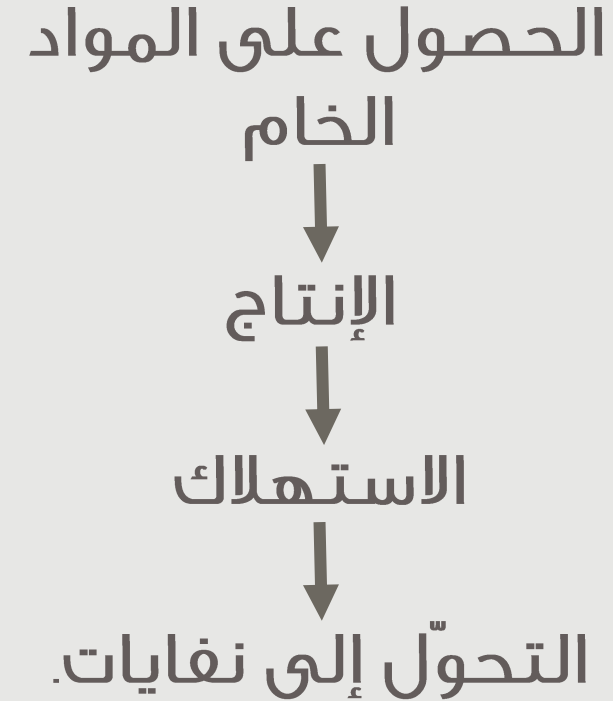 الحصول على المواد
الخام
الإنتاج
الاستهلاك
التحوّل إلى نفايات.